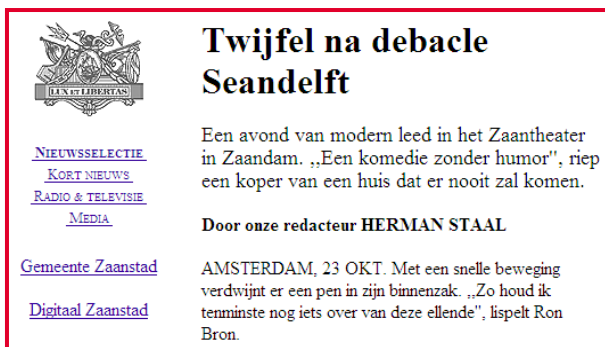 LUX ET LIBERTAS
NIEUWSSELECTIE
KORT NIEUWS
RADIO & TELEVISIE
MEDIA
Gemeente Zaanstad
Digitaal Zaanstad
Twijfel na debacle
Seandelft
Een avond van modern leed in het Zaantheater
in Zaandam. ,,Een komedie zonder humor", riep
een koper van een huis dat er nooit zal komen.
Door onze redacteur HERMAN STAAL
AMSTERDAM, 23 OKT. Met een snelle beweging
verdwijnt er een pen in zijn binnenzak. ,,Zo houd ik
tenminste nog iets over van deze ellende", lispelt Ron
Bron.